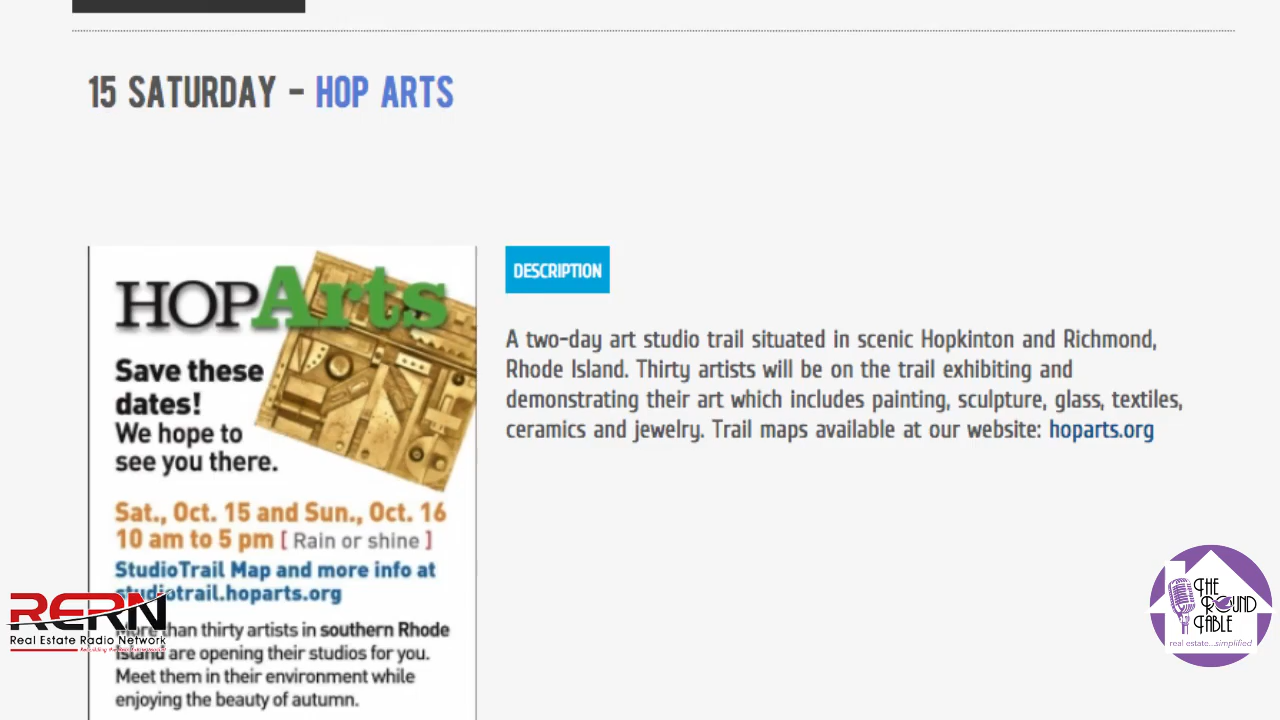 15 SATURDAY - HOP ARTS
HOPArts
Save these
dates!
We hope to
see you there.
Sat., Oct. 15 and Sun., Oct. 16
10 am to 5 pm [ Rain or shine ]
StudioTrail Map and more info at
studiotrail.hoparts.org
More than thirty artists in southern Rhode
Island are opening their studios for you.
Meet them in their environment while
enjoying the beauty of autumn.
DESCRIPTION
A two-day art studio trail situated in scenic Hopkinton and Richmond,
Rhode Island. Thirty artists will be on the trail exhibiting and
demonstrating their art which includes painting, sculpture, glass, textiles,
ceramics and jewelry. Trail maps available at our website: hoparts.org
RERN
Real Estate Radio Network
THE
ROUND
TABLE
real estate...simplified